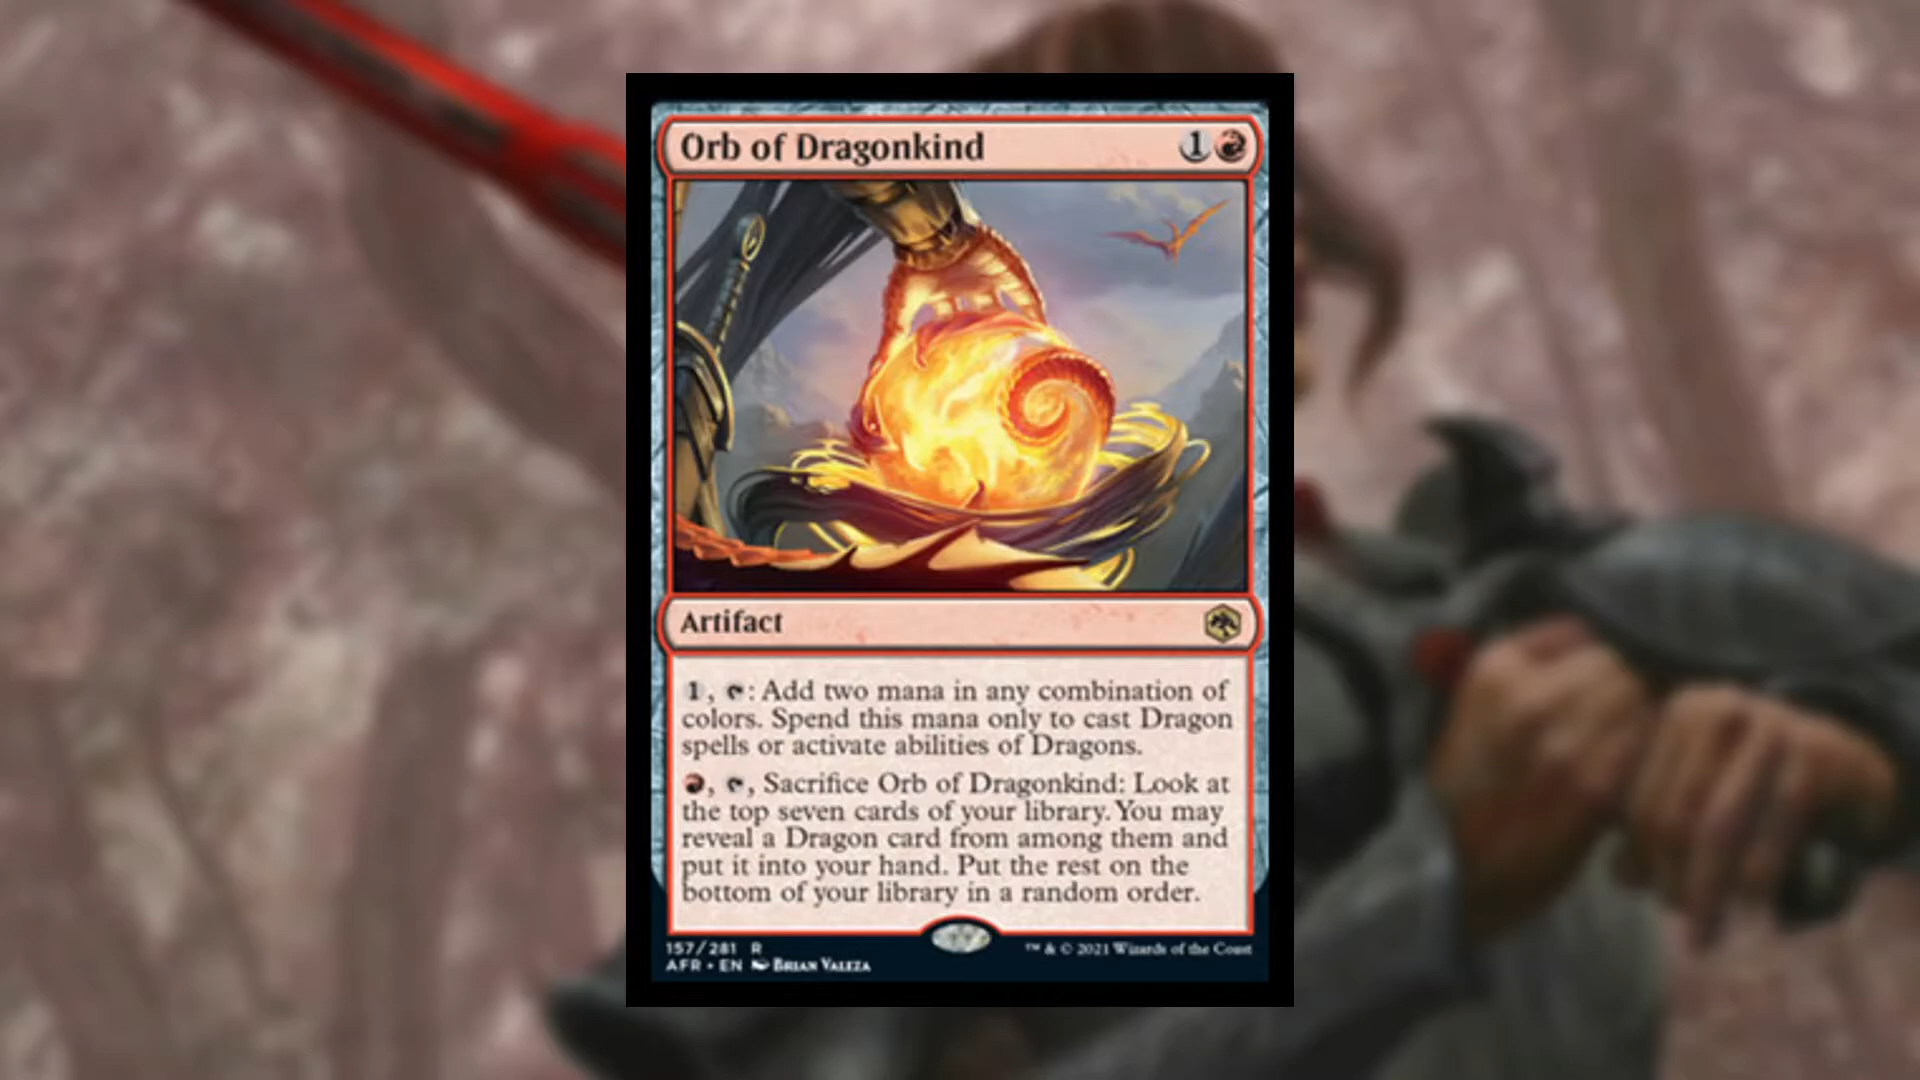 Orb of Dragonkind 1
Artifact
1, : Add two mana in any combination of
colors. Spend this mana only to cast Dragon
spells or activate abilities of Dragons.
, , Sacrifice Orb of Dragonkind: Look at
the top seven cards of your library. You may
reveal a Dragon card from among them and
put it into your hand. Put the rest on the
bottom of your library in a random order.
157/281 R
AFR • EN Brian Valeza
™ & © 2021 Wizards of the Coast